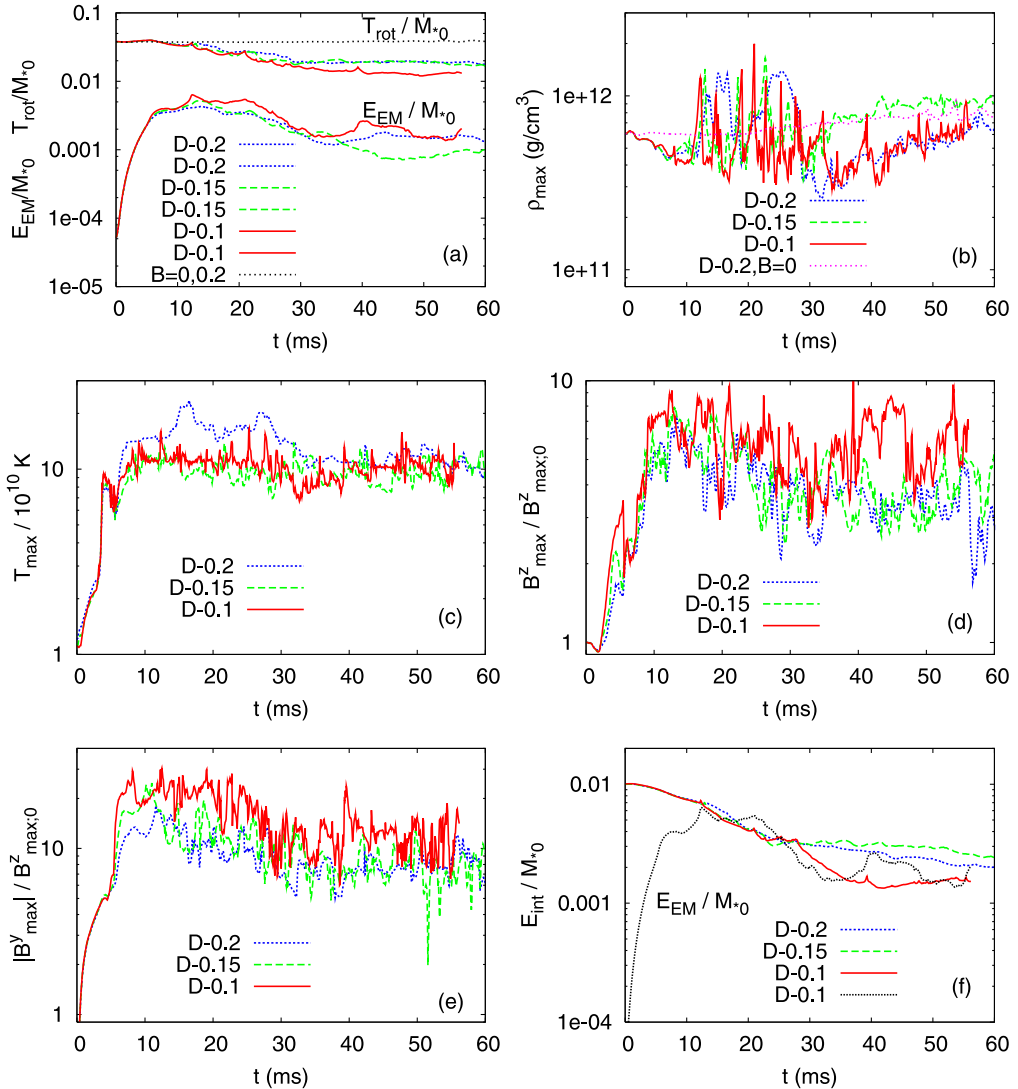 0.1
0.01
0.001
1e-04
1e-05
E_EM/M_*0 T_rot/M_*0
T_rot / M_*0
E_EM / M_*0
D-0.2
D-0.2
D-0.15
D-0.15
D-0.1
D-0.1
B=0,0.2
(a)
0 10 20 30 40 50 60
t (ms)
1e+12
1e+11
ρ_max (g/cm^3)
D-0.2
D-0.15
D-0.1
D-0.2,B=0
(b)
0 10 20 30 40 50 60
t (ms)
10
1
T_max / 10^10 K
D-0.2
D-0.15
D-0.1
(c)
0 10 20 30 40 50 60
t (ms)
10
1
B^z_max / B^z_max;0
D-0.2
D-0.15
D-0.1
(d)
0 10 20 30 40 50 60
t (ms)
10
1
|B^y_max| / B^z_max;0
D-0.2
D-0.15
D-0.1
(e)
0 10 20 30 40 50 60
t (ms)
0.01
0.001
1e-04
E_int / M_*0
E_EM / M_*0
D-0.2
D-0.15
D-0.1
D-0.1
(f)
0 10 20 30 40 50 60
t (ms)